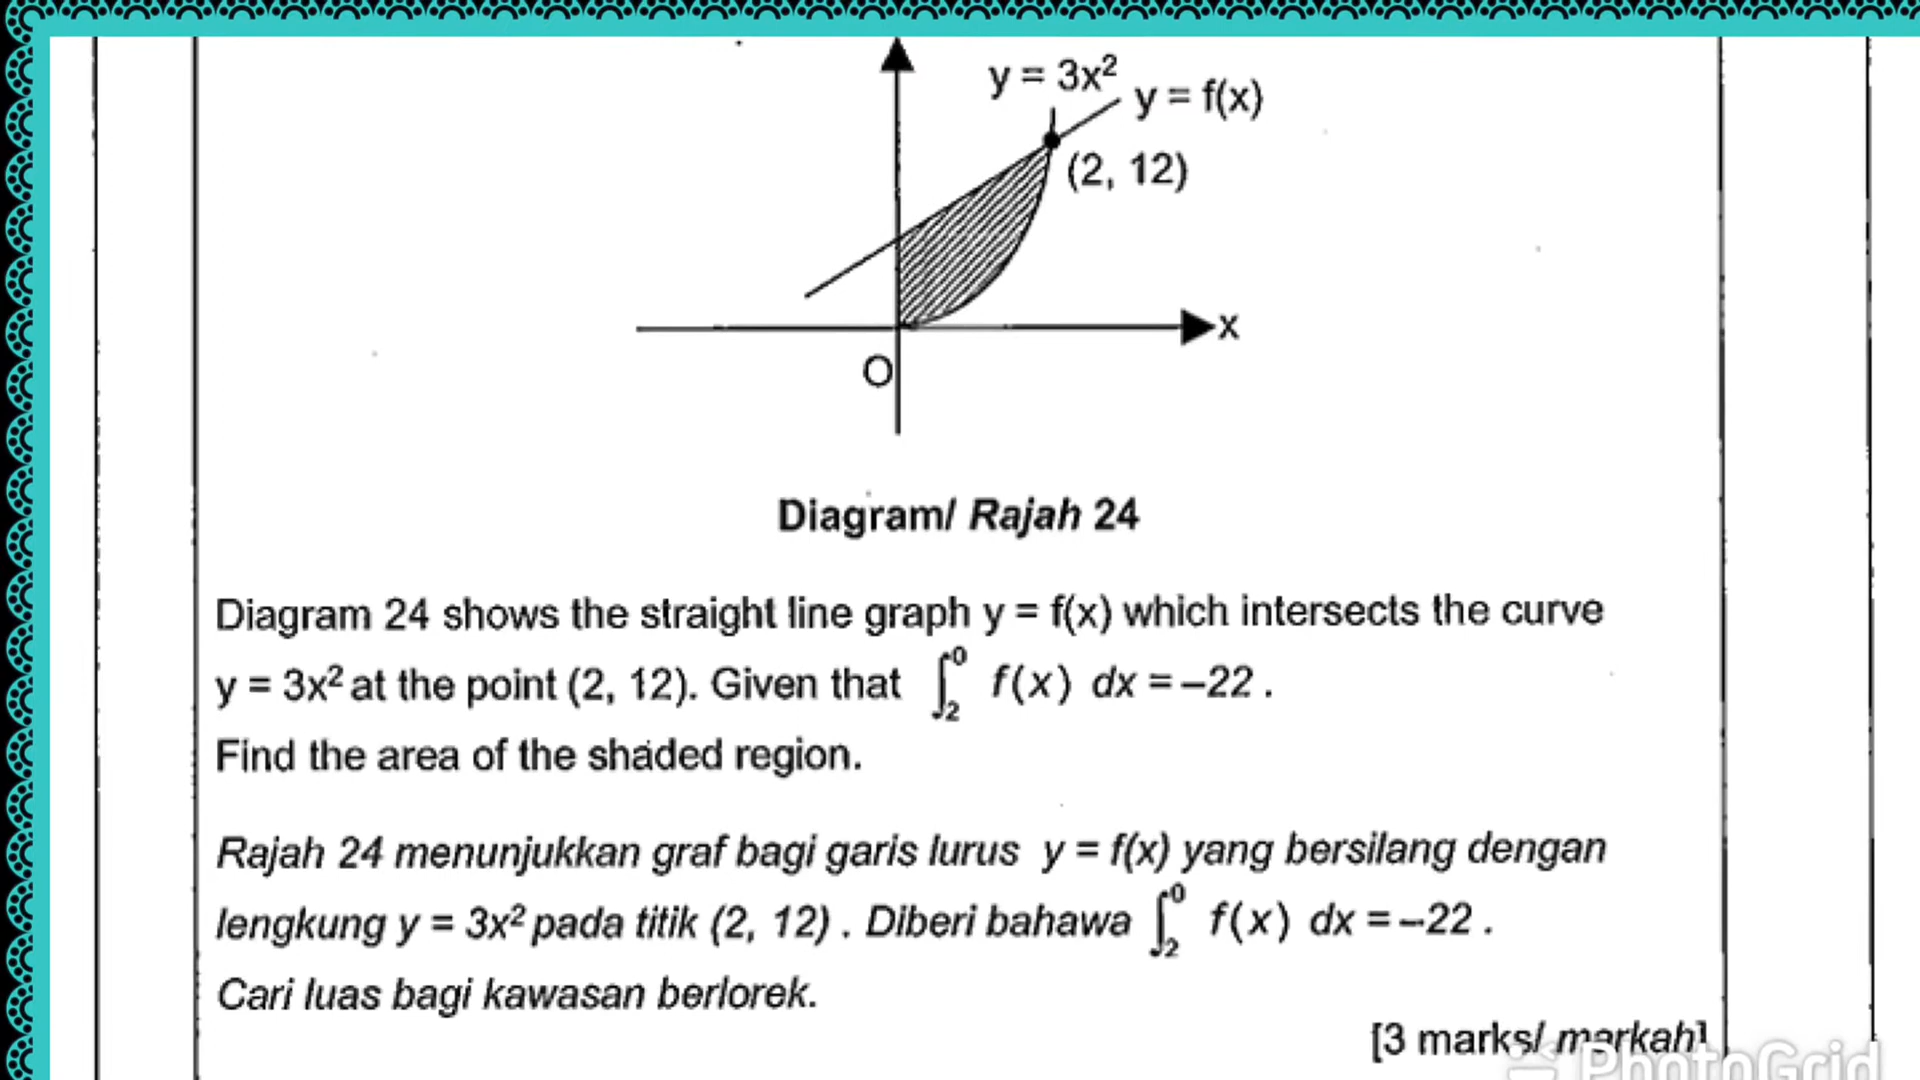 y = 3x²
y = f(x)
(2, 12)
x
O
Diagram/ Rajah 24
Diagram 24 shows the straight line graph y = f(x) which intersects the curve
y = 3x² at the point (2, 12). Given that ∫₂⁰ f(x) dx = –22 .
Find the area of the shaded region.
Rajah 24 menunjukkan graf bagi garis lurus y = f(x) yang bersilang dengan
lengkung y = 3x² pada titik (2, 12) . Diberi bahawa ∫₂⁰ f(x) dx = –22 .
Cari luas bagi kawasan berlorek.
[3 marks/ markah]
PhotoGrid